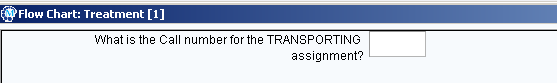 Flow Chart: Treatment [1]
What is the Call number for the TRANSPORTING
assignment?